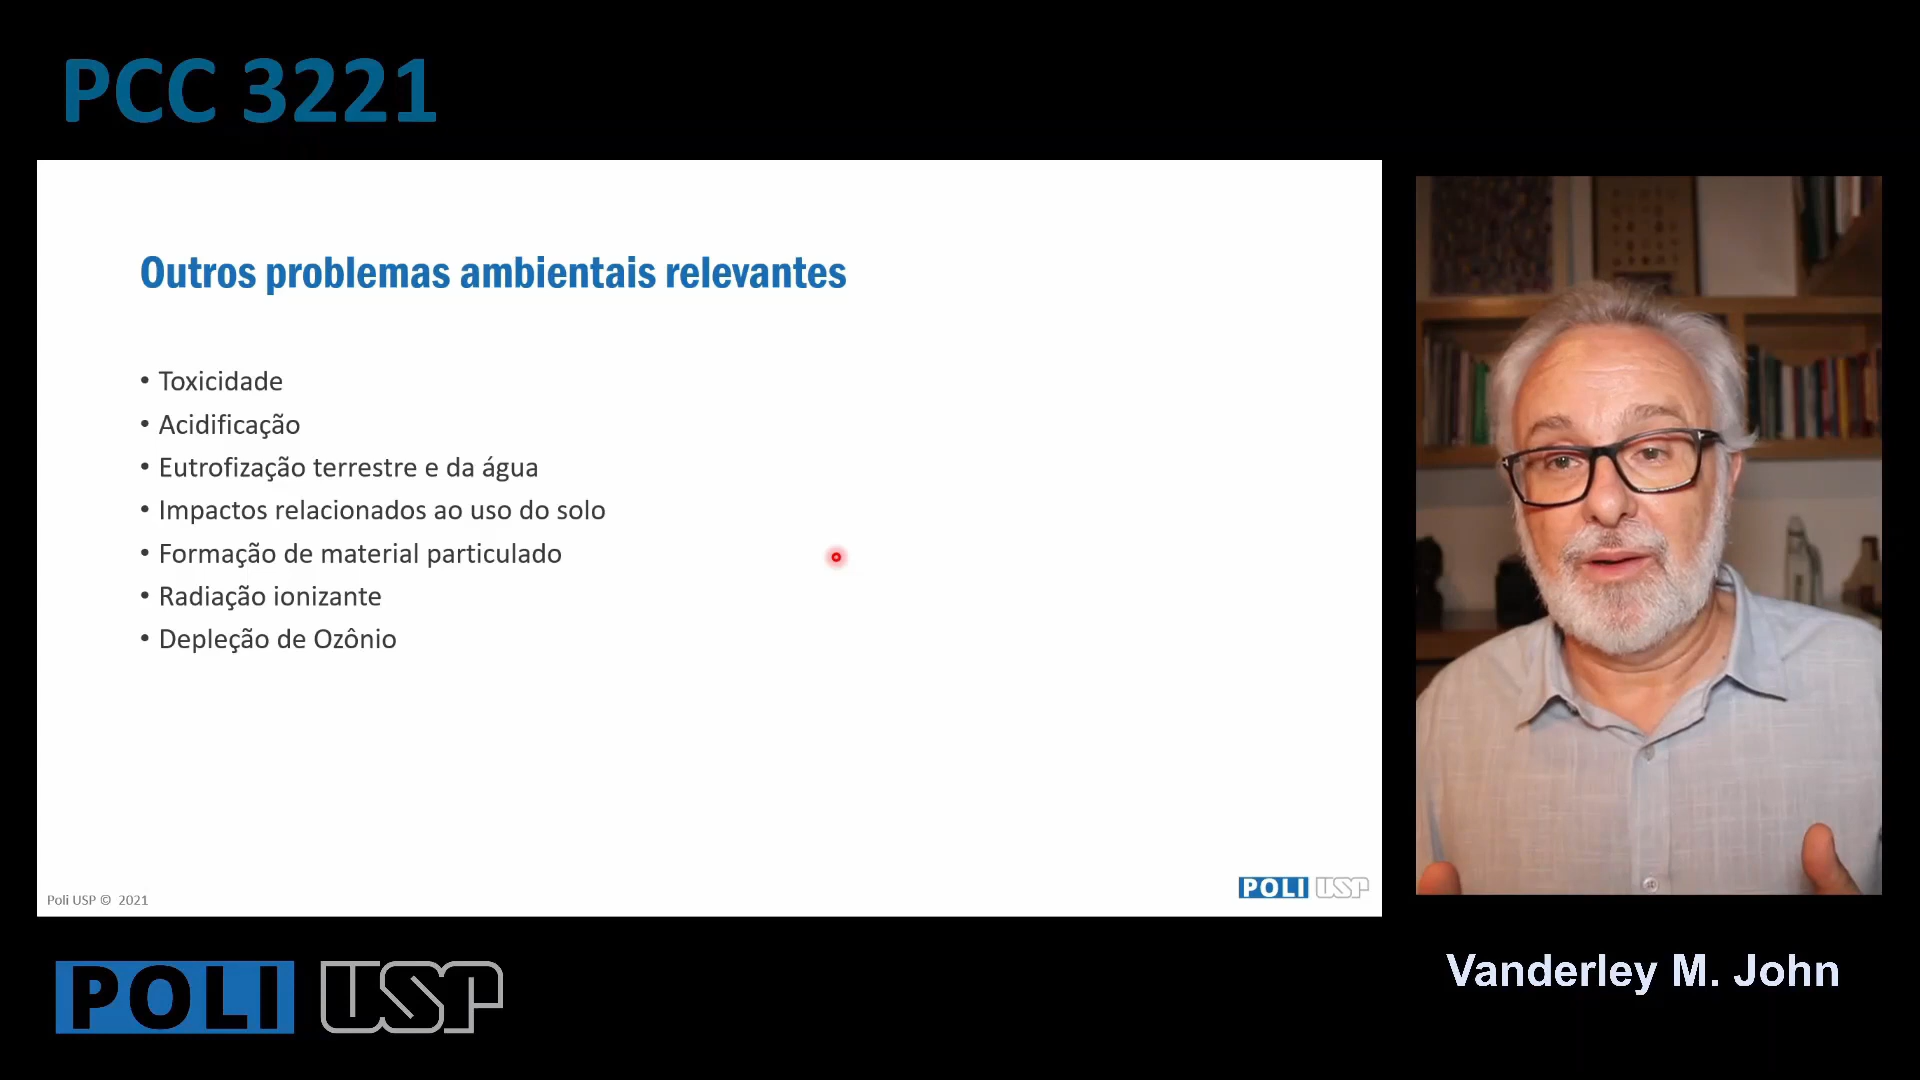 PCC 3221
Outros problemas ambientais relevantes
• Toxicidade
• Acidificação
• Eutrofização terrestre e da água
• Impactos relacionados ao uso do solo
• Formação de material particulado
• Radiação ionizante
• Depleção de Ozônio
Poli USP © 2021
POLI USP
POLI USP
Vanderley M. John